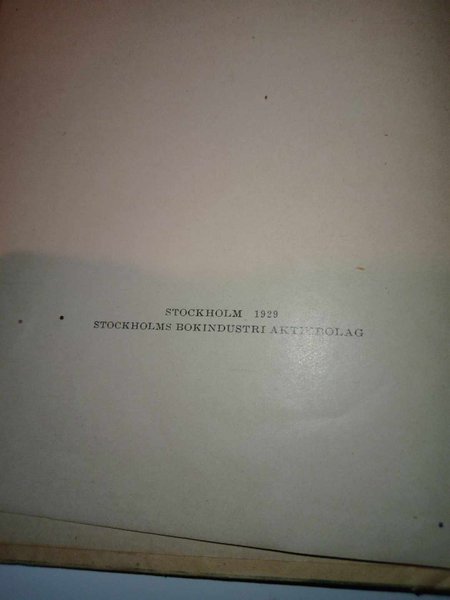 STOCKHOLM 1929
STOCKHOLMS BOKINDUSTRI AKTIEBOLAG